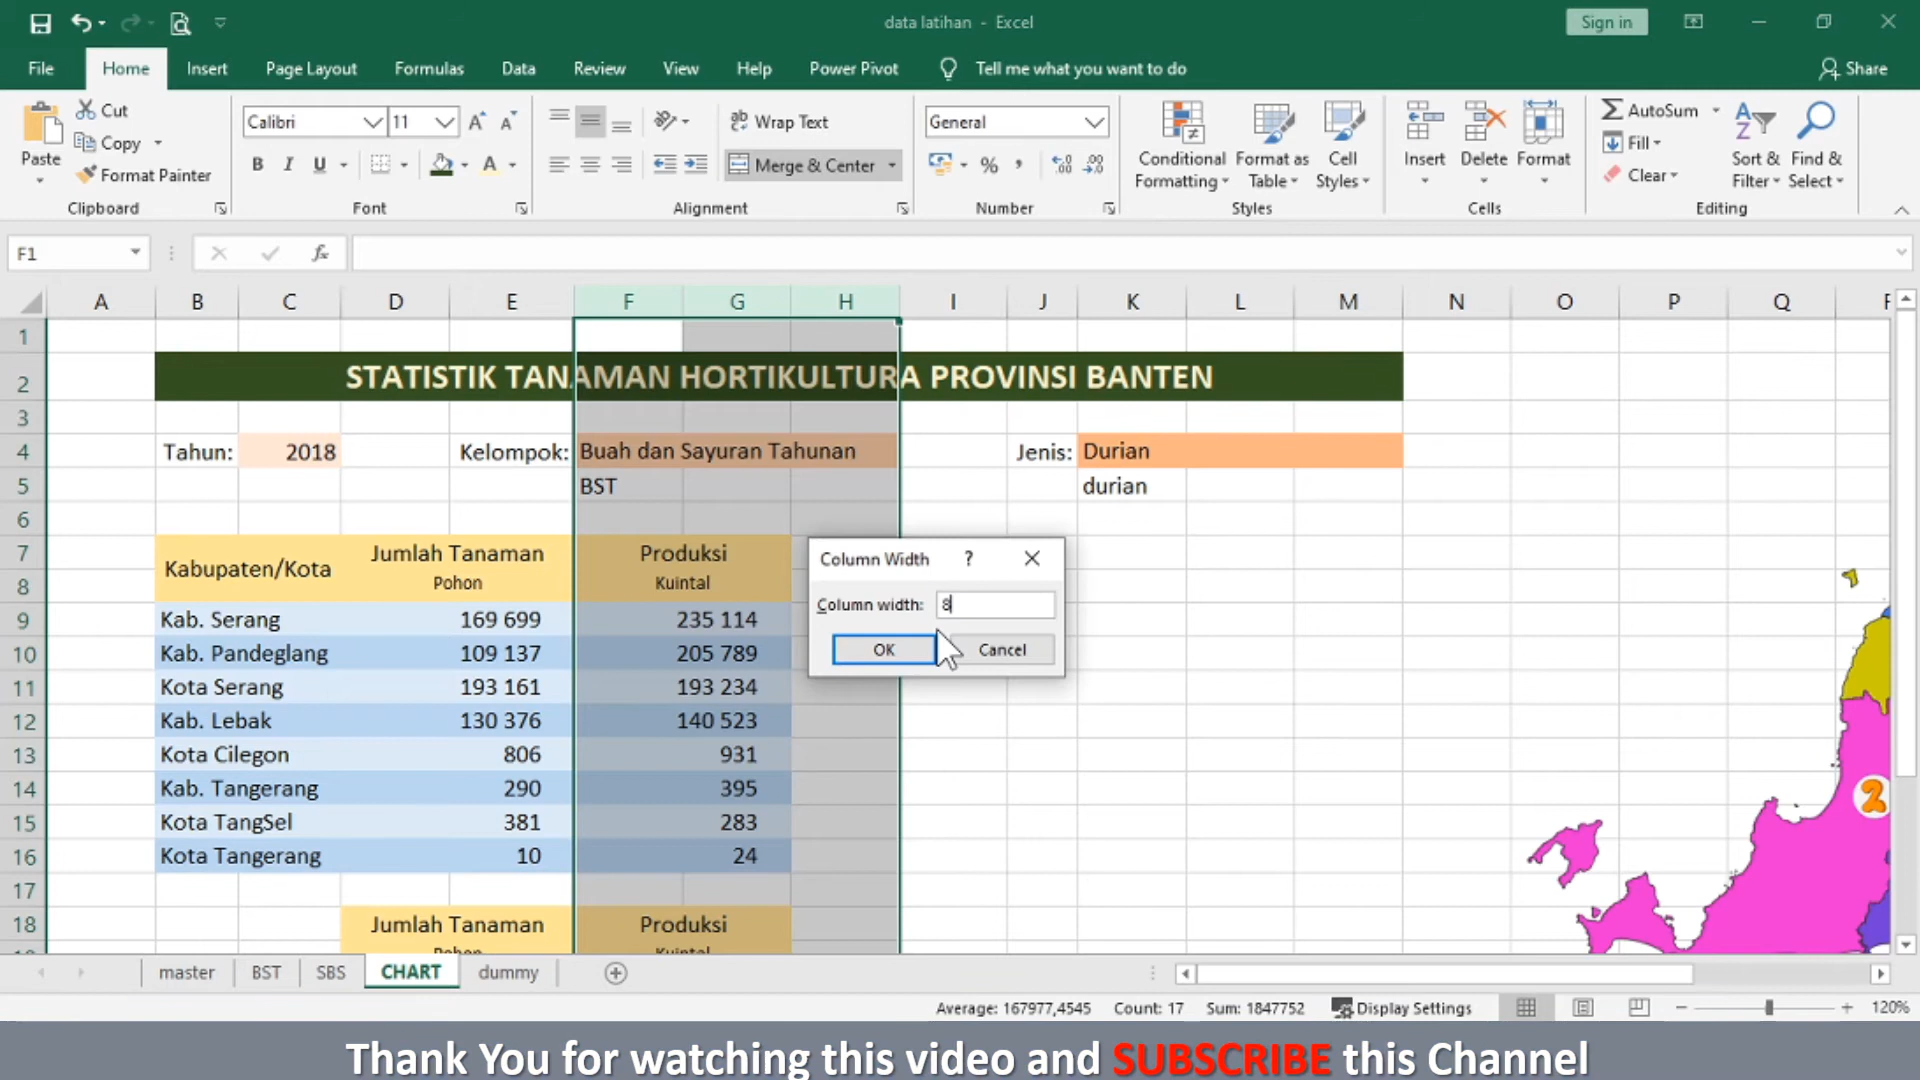 data latihan - Excel
Sign in
File Home Insert Page Layout Formulas Data Review View Help Power Pivot Tell me what you want to do Share
Paste
Cut
Copy
Format Painter
Clipboard
Calibri 11
B I U
Font
Wrap Text
Merge & Center
Alignment
General
Number
Conditional Formatting
Format as Table
Cell Styles
Styles
Insert Delete Format
Cells
AutoSum
Fill
Clear
Sort & Filter
Find & Select
Editing
F1
fx
A B C D E F G H I J K L M N O P Q
1
2 STATISTIK TANAMAN HORTIKULTURA PROVINSI BANTEN
3
4 Tahun: 2018 Kelompok: Buah dan Sayuran Tahunan Jenis: Durian
5 BST durian
6
7 Kabupaten/Kota Jumlah Tanaman Produksi
8 Pohon Kuintal
9 Kab. Serang 169 699 235 114
10 Kab. Pandeglang 109 137 205 789
11 Kota Serang 193 161 193 234
12 Kab. Lebak 130 376 140 523
13 Kota Cilegon 806 931
14 Kab. Tangerang 290 395
15 Kota TangSel 381 283
16 Kota Tangerang 10 24
17
18 Jumlah Tanaman Produksi
Pohon Kuintal
Column Width ?
Column width: 8
OK Cancel
2
master BST SBS CHART dummy
Average: 167977,4545 Count: 17 Sum: 1847752 Display Settings 120%
Thank You for watching this video and SUBSCRIBE this Channel